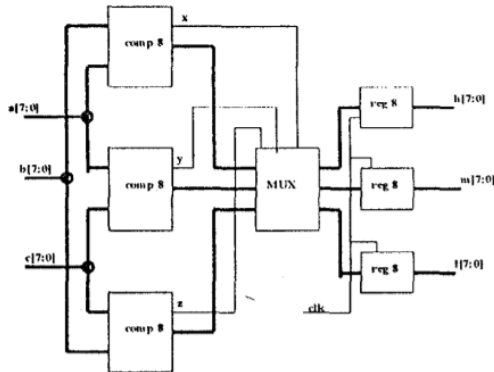 x
comp 8
a[7:0]
reg 8
h[7:0]
b[7:0]
y
comp 8
MUX
reg 8
m[7:0]
c[7:0]
z
comp 8
clk
reg 8
l[7:0]